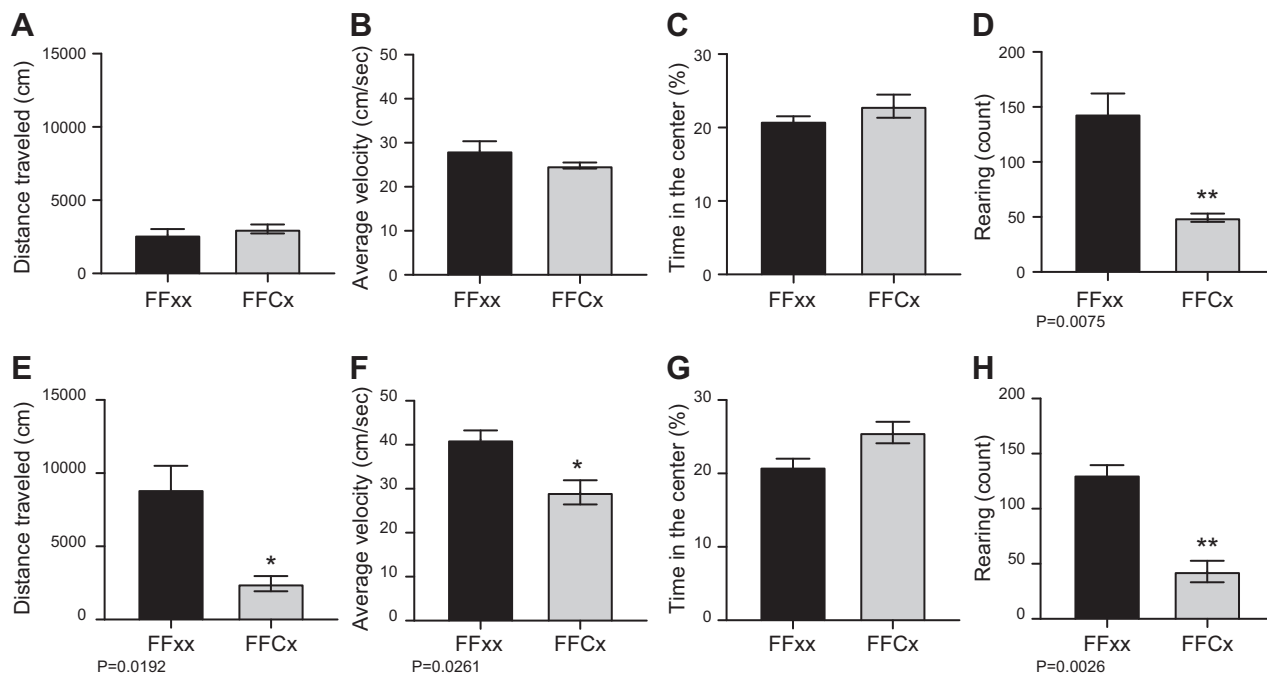 A
Distance traveled (cm)
15000
10000
5000
0
FFxx
FFCx
B
Average velocity (cm/sec)
50
40
30
20
10
0
FFxx
FFCx
C
Time in the center (%)
30
20
10
0
FFxx
FFCx
D
Rearing (count)
200
150
100
50
0
**
FFxx
FFCx
P=0.0075
E
Distance traveled (cm)
15000
10000
5000
0
*
FFxx
FFCx
P=0.0192
F
Average velocity (cm/sec)
50
40
30
20
10
0
*
FFxx
FFCx
P=0.0261
G
Time in the center (%)
30
20
10
0
FFxx
FFCx
H
Rearing (count)
200
150
100
50
0
**
FFxx
FFCx
P=0.0026